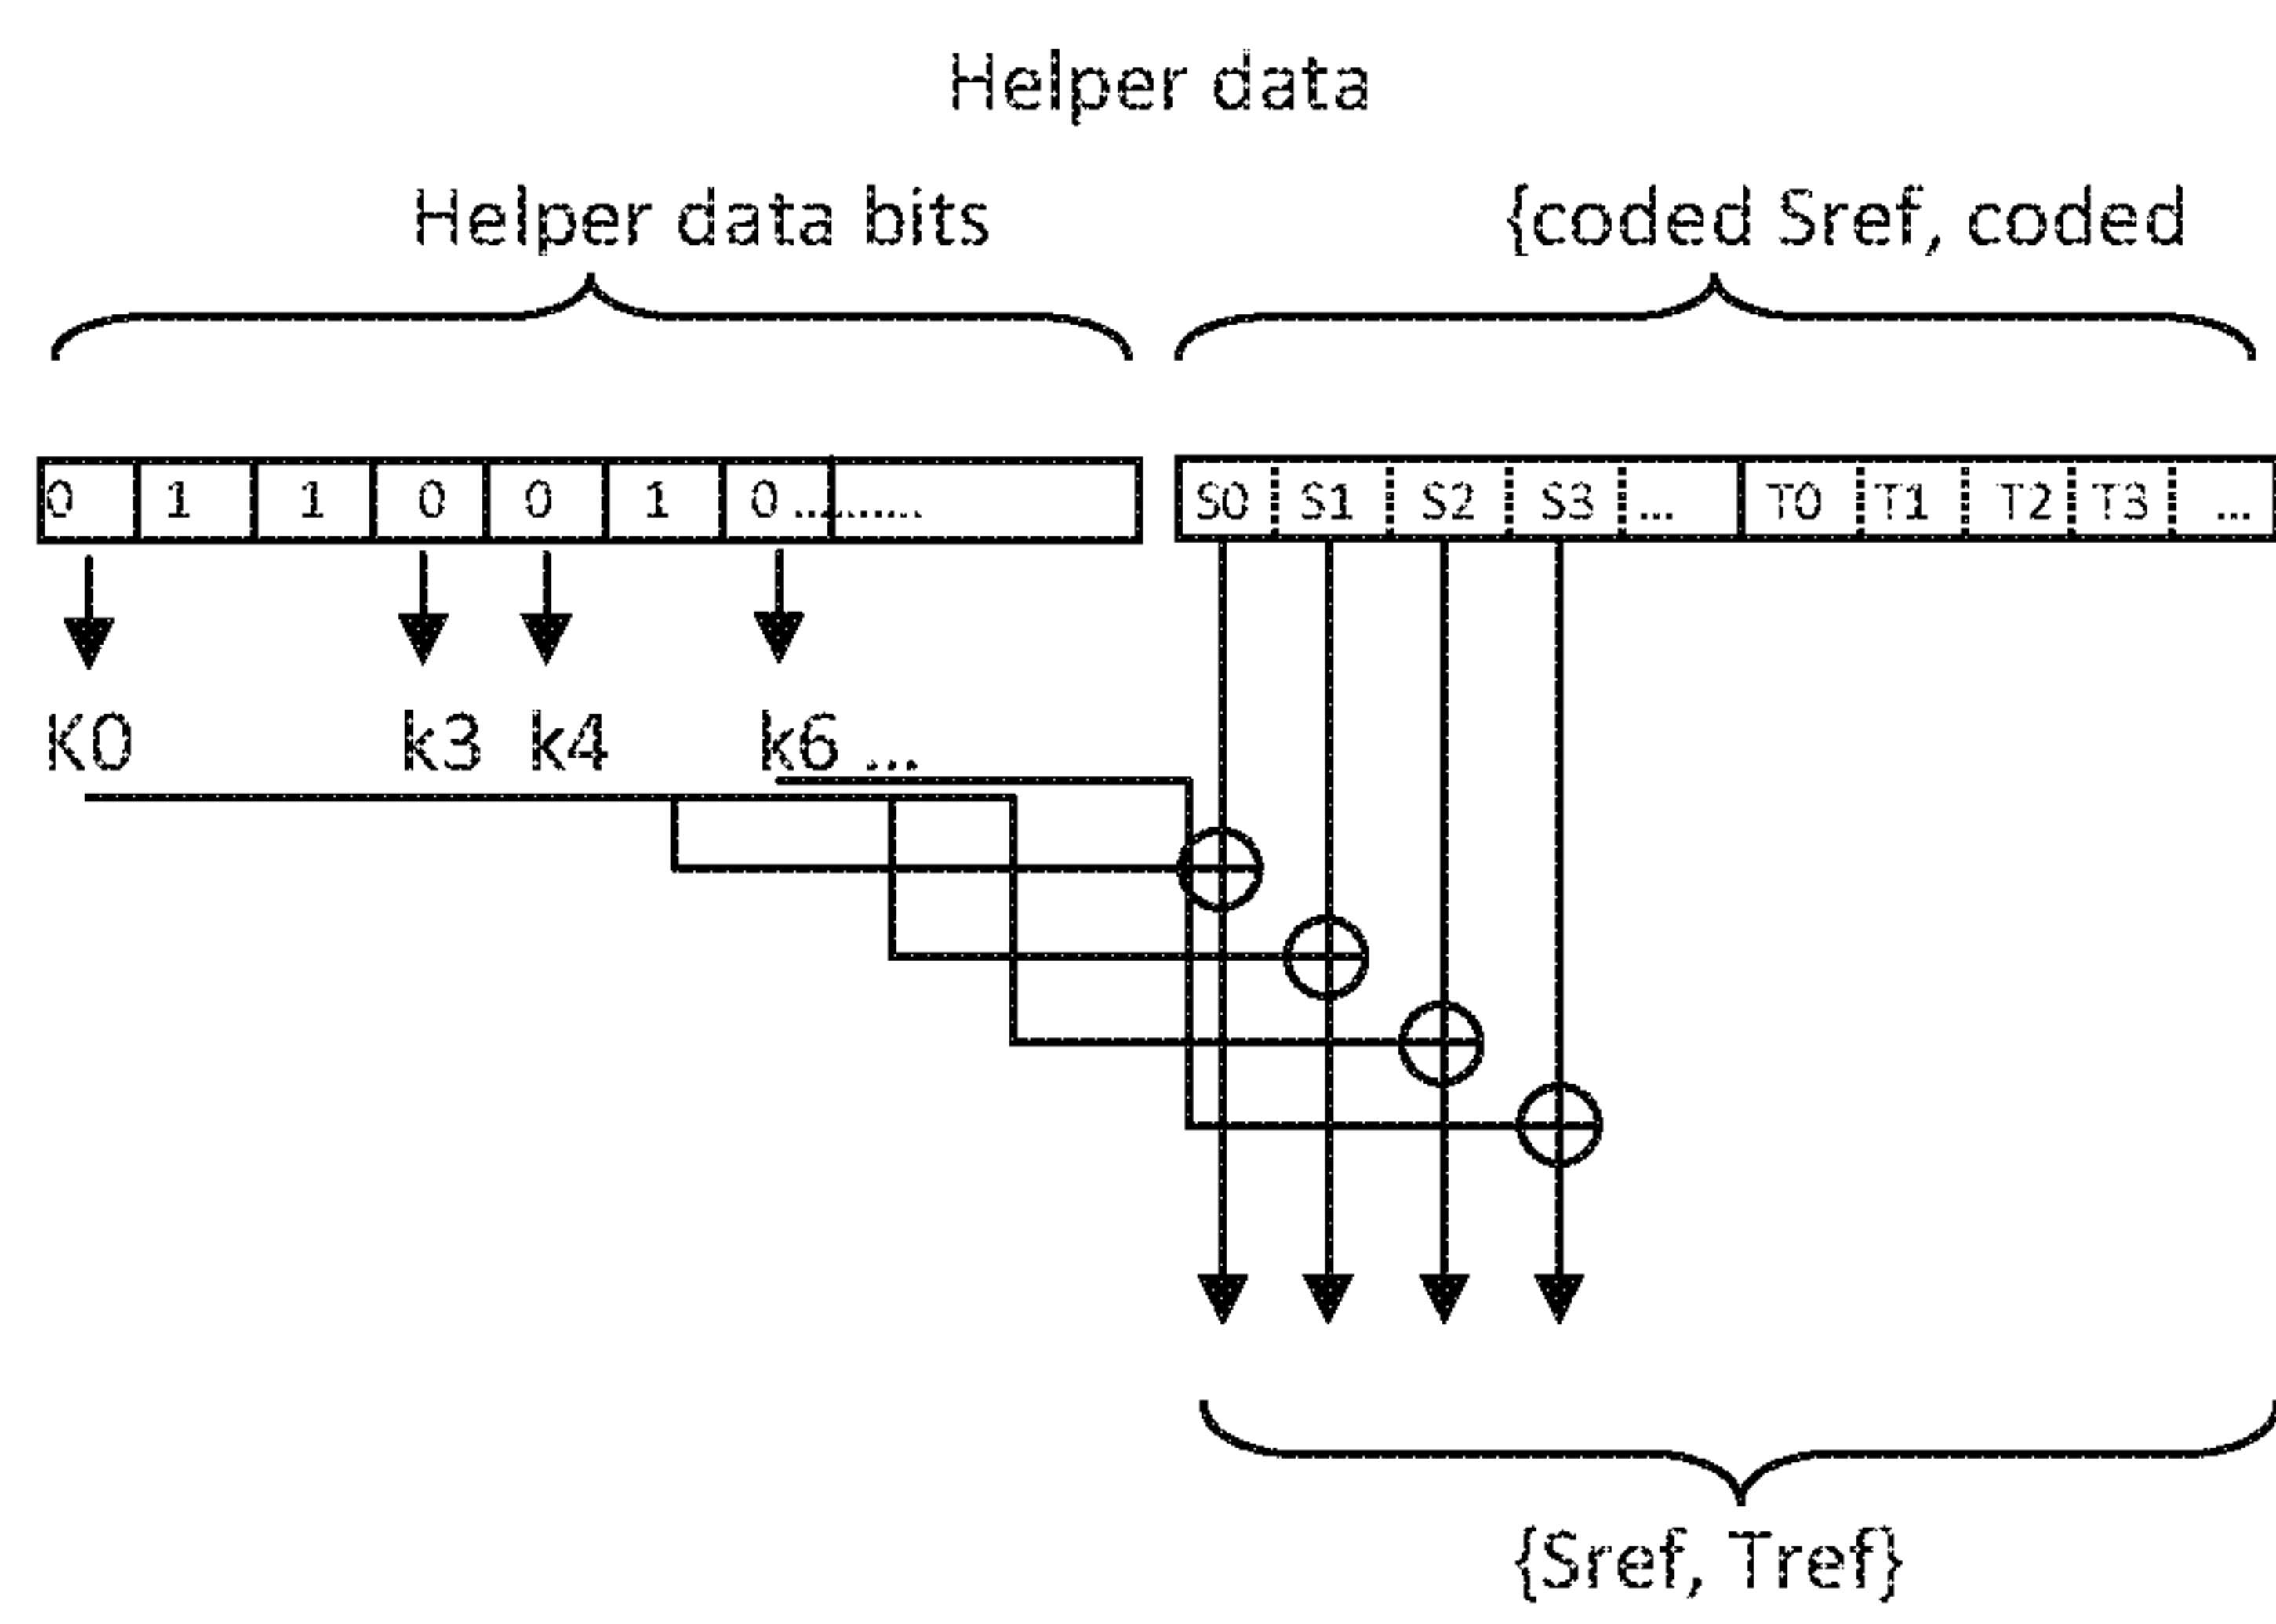 Helper data
Helper data bits {coded Sref, coded
0 1 1 0 0 1 0 .......... S0 S1 S2 S3 ... T0 T1 T2 T3 ...
K0 k3 k4 k6 ...
{Sref, Tref}